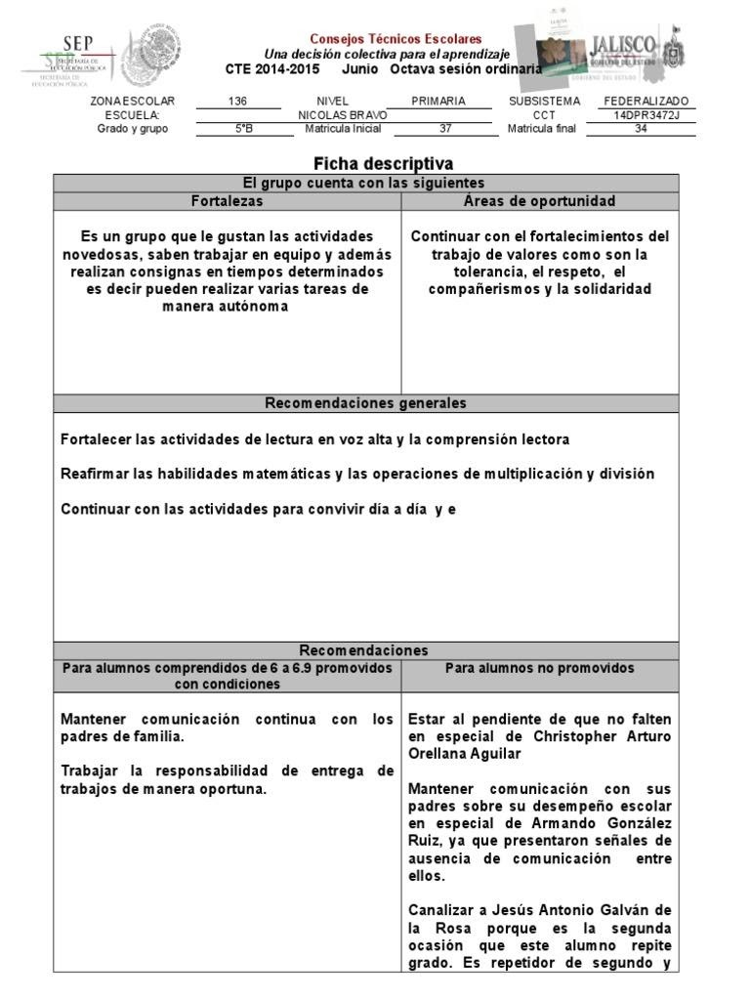 SEP
SECRETARÍA DE
EDUCACIÓN PÚBLICA
Consejos Técnicos Escolares
Una decisión colectiva para el aprendizaje
CTE 2014-2015 Junio Octava sesión ordinaria
JALISCO
GOBIERNO DEL ESTADO
ZONA ESCOLAR 136 NIVEL PRIMARIA SUBSISTEMA FEDERALIZADO
ESCUELA: NICOLAS BRAVO CCT 14DPR3472J
Grado y grupo 5°B Matricula Inicial 37 Matricula final 34
Ficha descriptiva
El grupo cuenta con las siguientes
Fortalezas
Es un grupo que le gustan las actividades
novedosas, saben trabajar en equipo y además
realizan consignas en tiempos determinados
es decir pueden realizar varias tareas de
manera autónoma
Áreas de oportunidad
Continuar con el fortalecimientos del
trabajo de valores como son la
tolerancia, el respeto, el
compañerismos y la solidaridad
Recomendaciones generales
Fortalecer las actividades de lectura en voz alta y la comprensión lectora
Reafirmar las habilidades matemáticas y las operaciones de multiplicación y división
Continuar con las actividades para convivir día a día y e
Recomendaciones
Para alumnos comprendidos de 6 a 6.9 promovidos
con condiciones
Mantener comunicación continua con los
padres de familia.
Trabajar la responsabilidad de entrega de
trabajos de manera oportuna.
Para alumnos no promovidos
Estar al pendiente de que no falten
en especial de Christopher Arturo
Orellana Aguilar
Mantener comunicación con sus
padres sobre su desempeño escolar
en especial de Armando González
Ruiz, ya que presentaron señales de
ausencia de comunicación entre
ellos.
Canalizar a Jesús Antonio Galván de
la Rosa porque es la segunda
ocasión que este alumno repite
grado. Es repetidor de segundo y